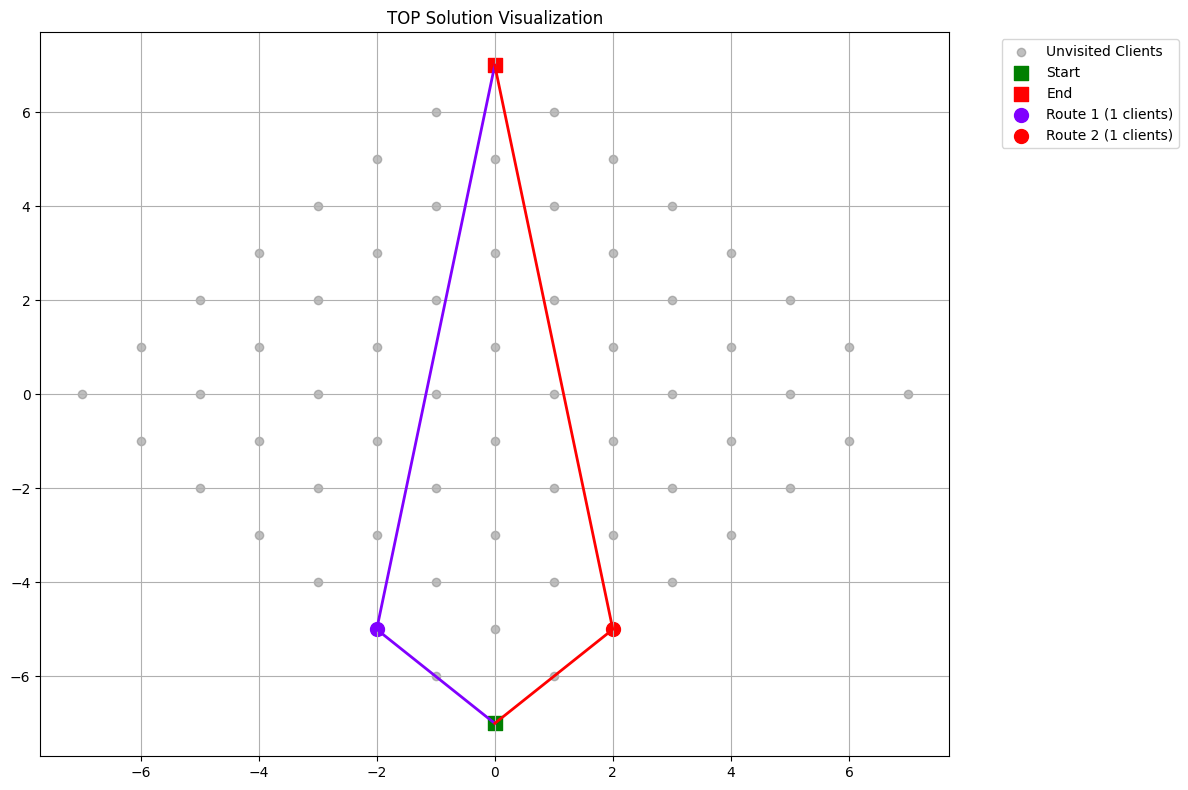 TOP Solution Visualization
Unvisited Clients
Start
End
Route 1 (1 clients)
Route 2 (1 clients)
6
4
2
0
−2
−4
−6
−6 −4 −2 0 2 4 6